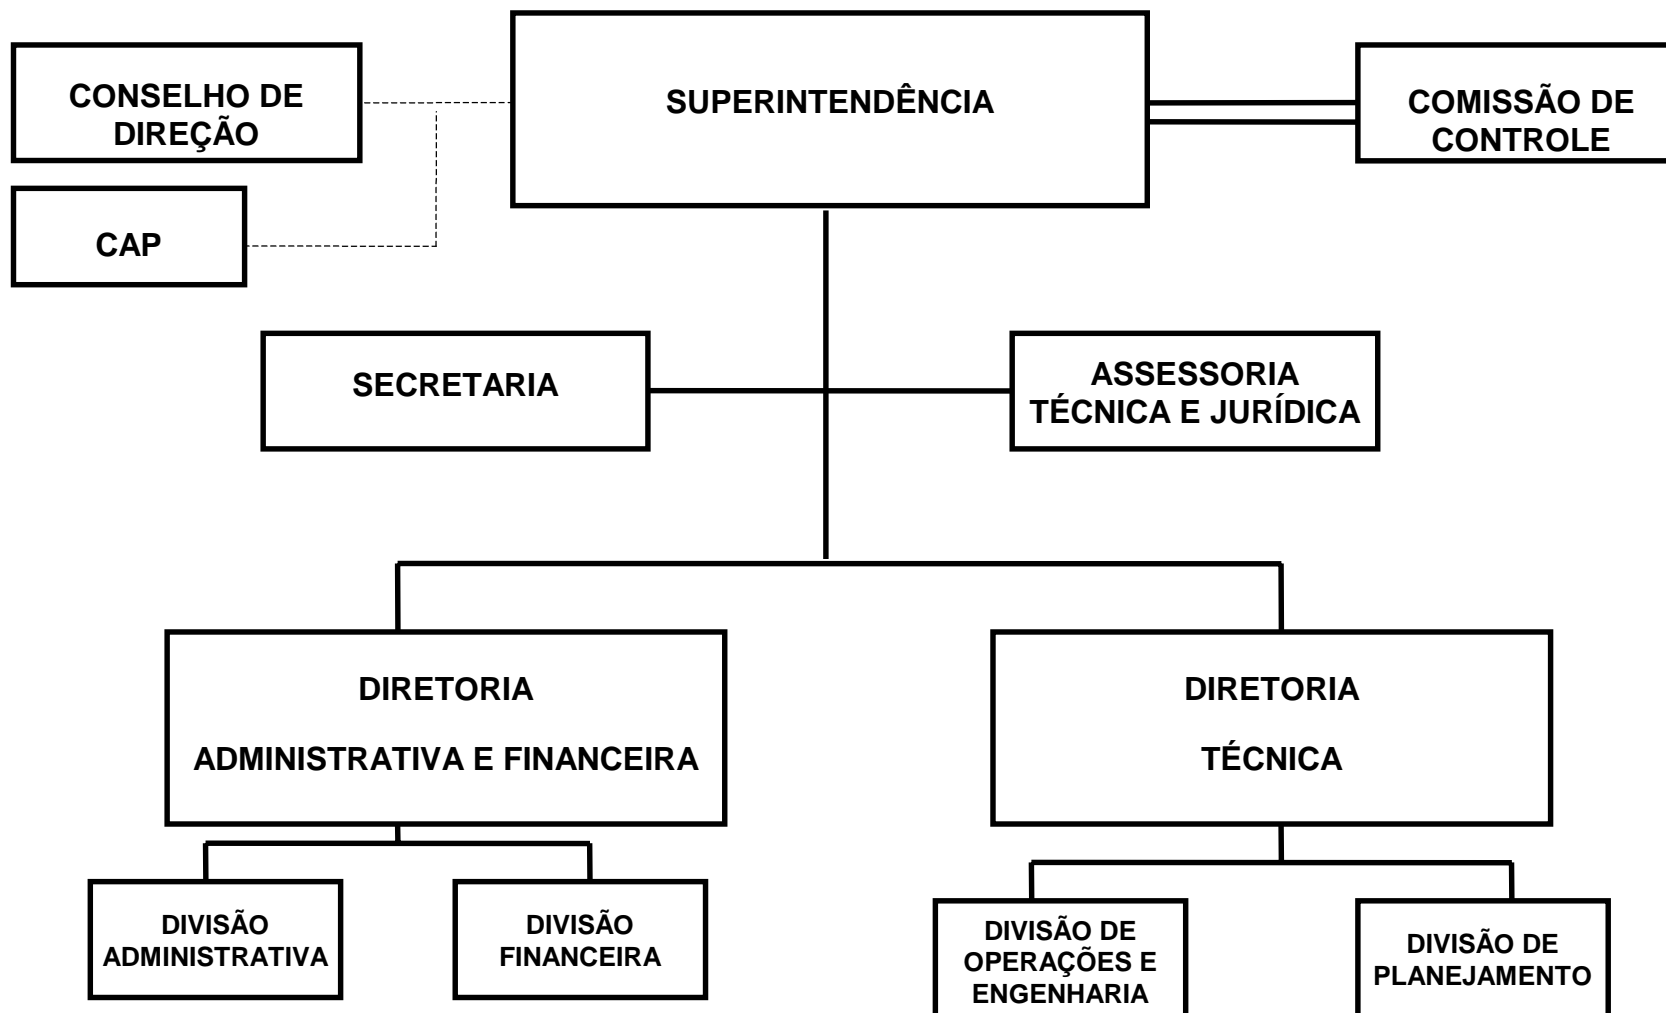 CONSELHO DE
DIREÇÃO
SUPERINTENDÊNCIA
COMISSÃO DE
CONTROLE
CAP
SECRETARIA
ASSESSORIA
TÉCNICA E JURÍDICA
DIRETORIA
ADMINISTRATIVA E FINANCEIRA
DIRETORIA
TÉCNICA
DIVISÃO
ADMINISTRATIVA
DIVISÃO
FINANCEIRA
DIVISÃO DE
OPERAÇÕES E
ENGENHARIA
DIVISÃO DE
PLANEJAMENTO